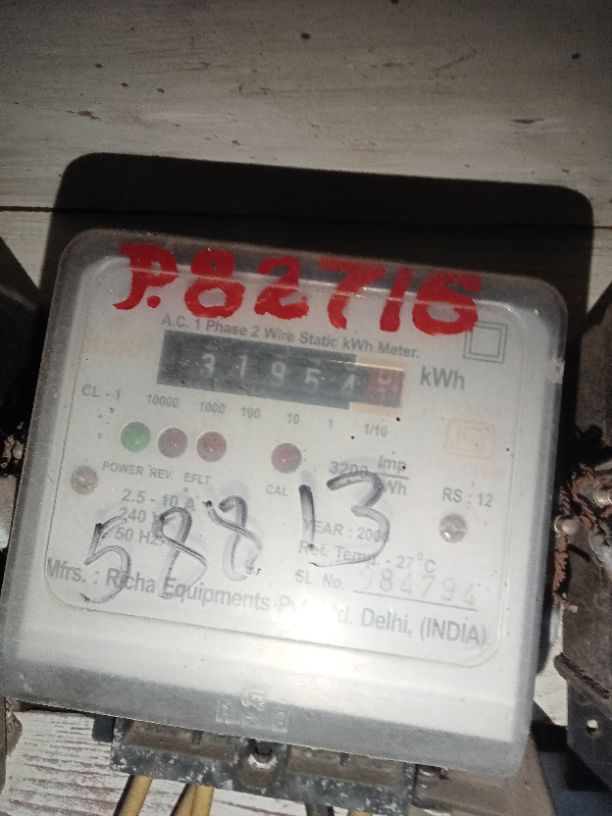 P.82716
A.C. 1 Phase 2 Wire Static kWh Meter.
31954 kWh
CL - 1 10000 1000 100 10 1 1/10
POWER REV. EFLT CAL 3200 Imp
kWh RS : 12
2.5 - 10 A
240 YEAR : 200
50 Hz Ref. Temp. - 27°C
58813
SL. No. 984794
Mfrs. : Richa Equipments Delhi, (INDIA)